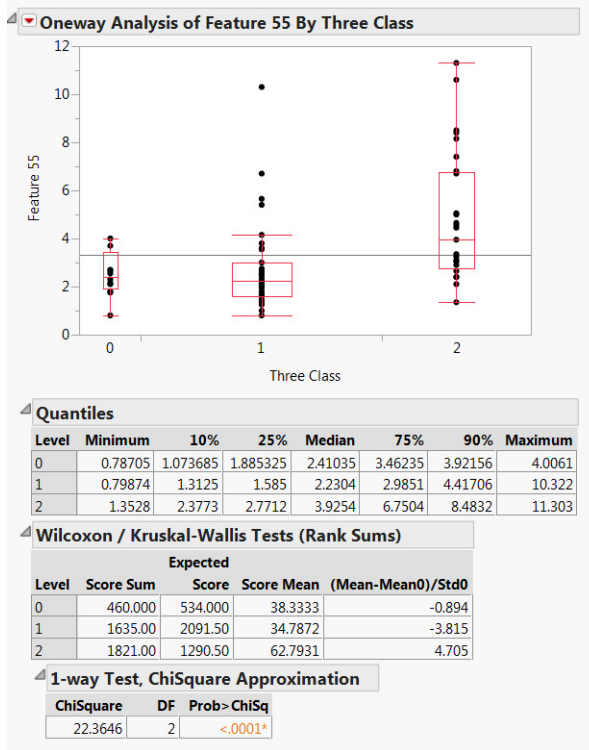 Oneway Analysis of Feature 55 By Three Class
12
10
8
6
4
2
0
Feature 55
0 1 2
Three Class
Quantiles
Level Minimum 10% 25% Median 75% 90% Maximum
0 0.78705 1.073685 1.885325 2.41035 3.46235 3.92156 4.0061
1 0.79874 1.3125 1.585 2.2304 2.9851 4.41706 10.322
2 1.3528 2.3773 2.7712 3.9254 6.7504 8.4832 11.303
Wilcoxon / Kruskal-Wallis Tests (Rank Sums)
Expected
Level Score Sum Score Score Mean (Mean-Mean0)/Std0
0 460.000 534.000 38.3333 -0.894
1 1635.00 2091.50 34.7872 -3.815
2 1821.00 1290.50 62.7931 4.705
1-way Test, ChiSquare Approximation
ChiSquare DF Prob>ChiSq
22.3646 2 <.0001*